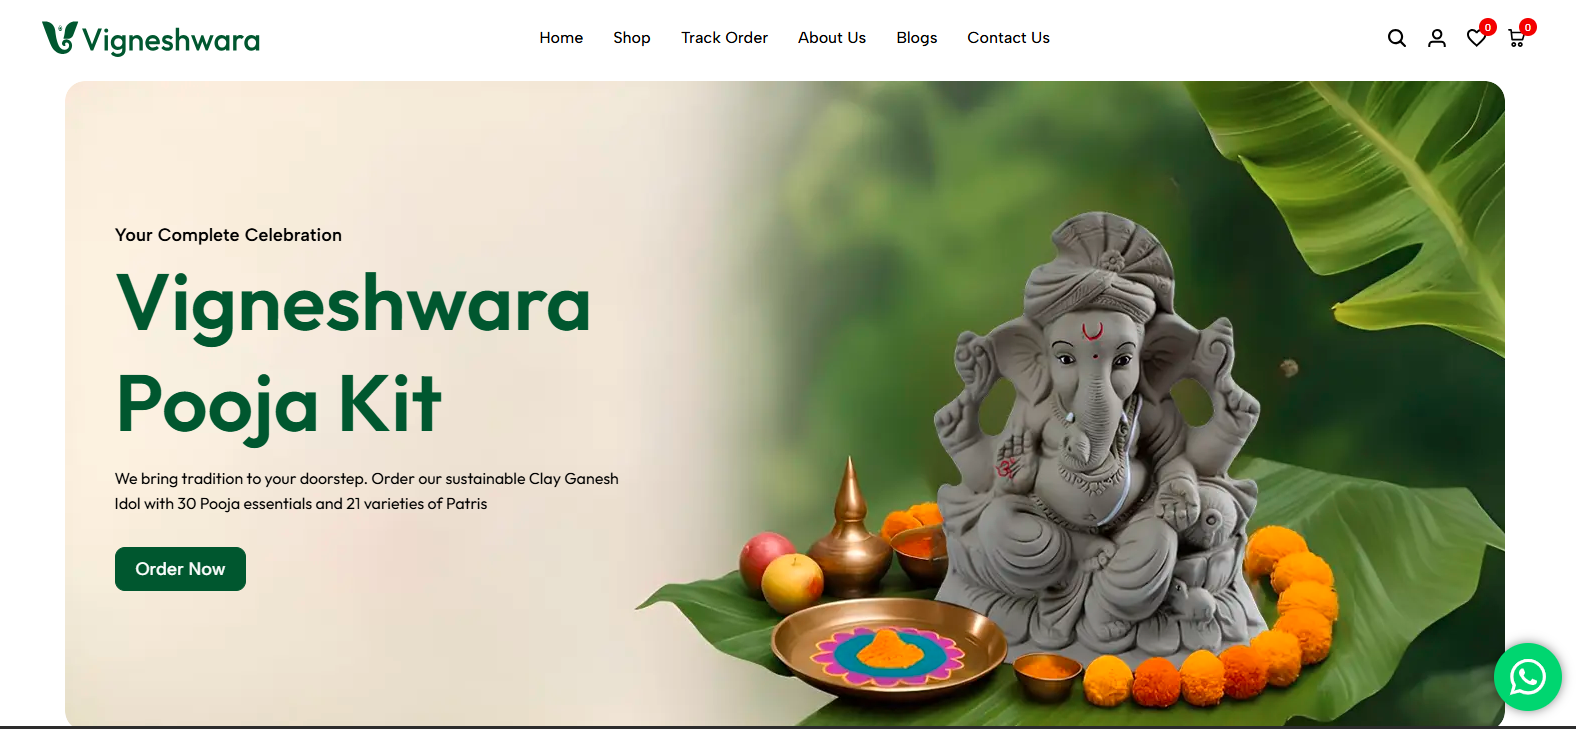 Vigneshwara
Home Shop Track Order About Us Blogs Contact Us
0 0
Your Complete Celebration
Vigneshwara
Pooja Kit
We bring tradition to your doorstep. Order our sustainable Clay Ganesh
Idol with 30 Pooja essentials and 21 varieties of Patris
Order Now